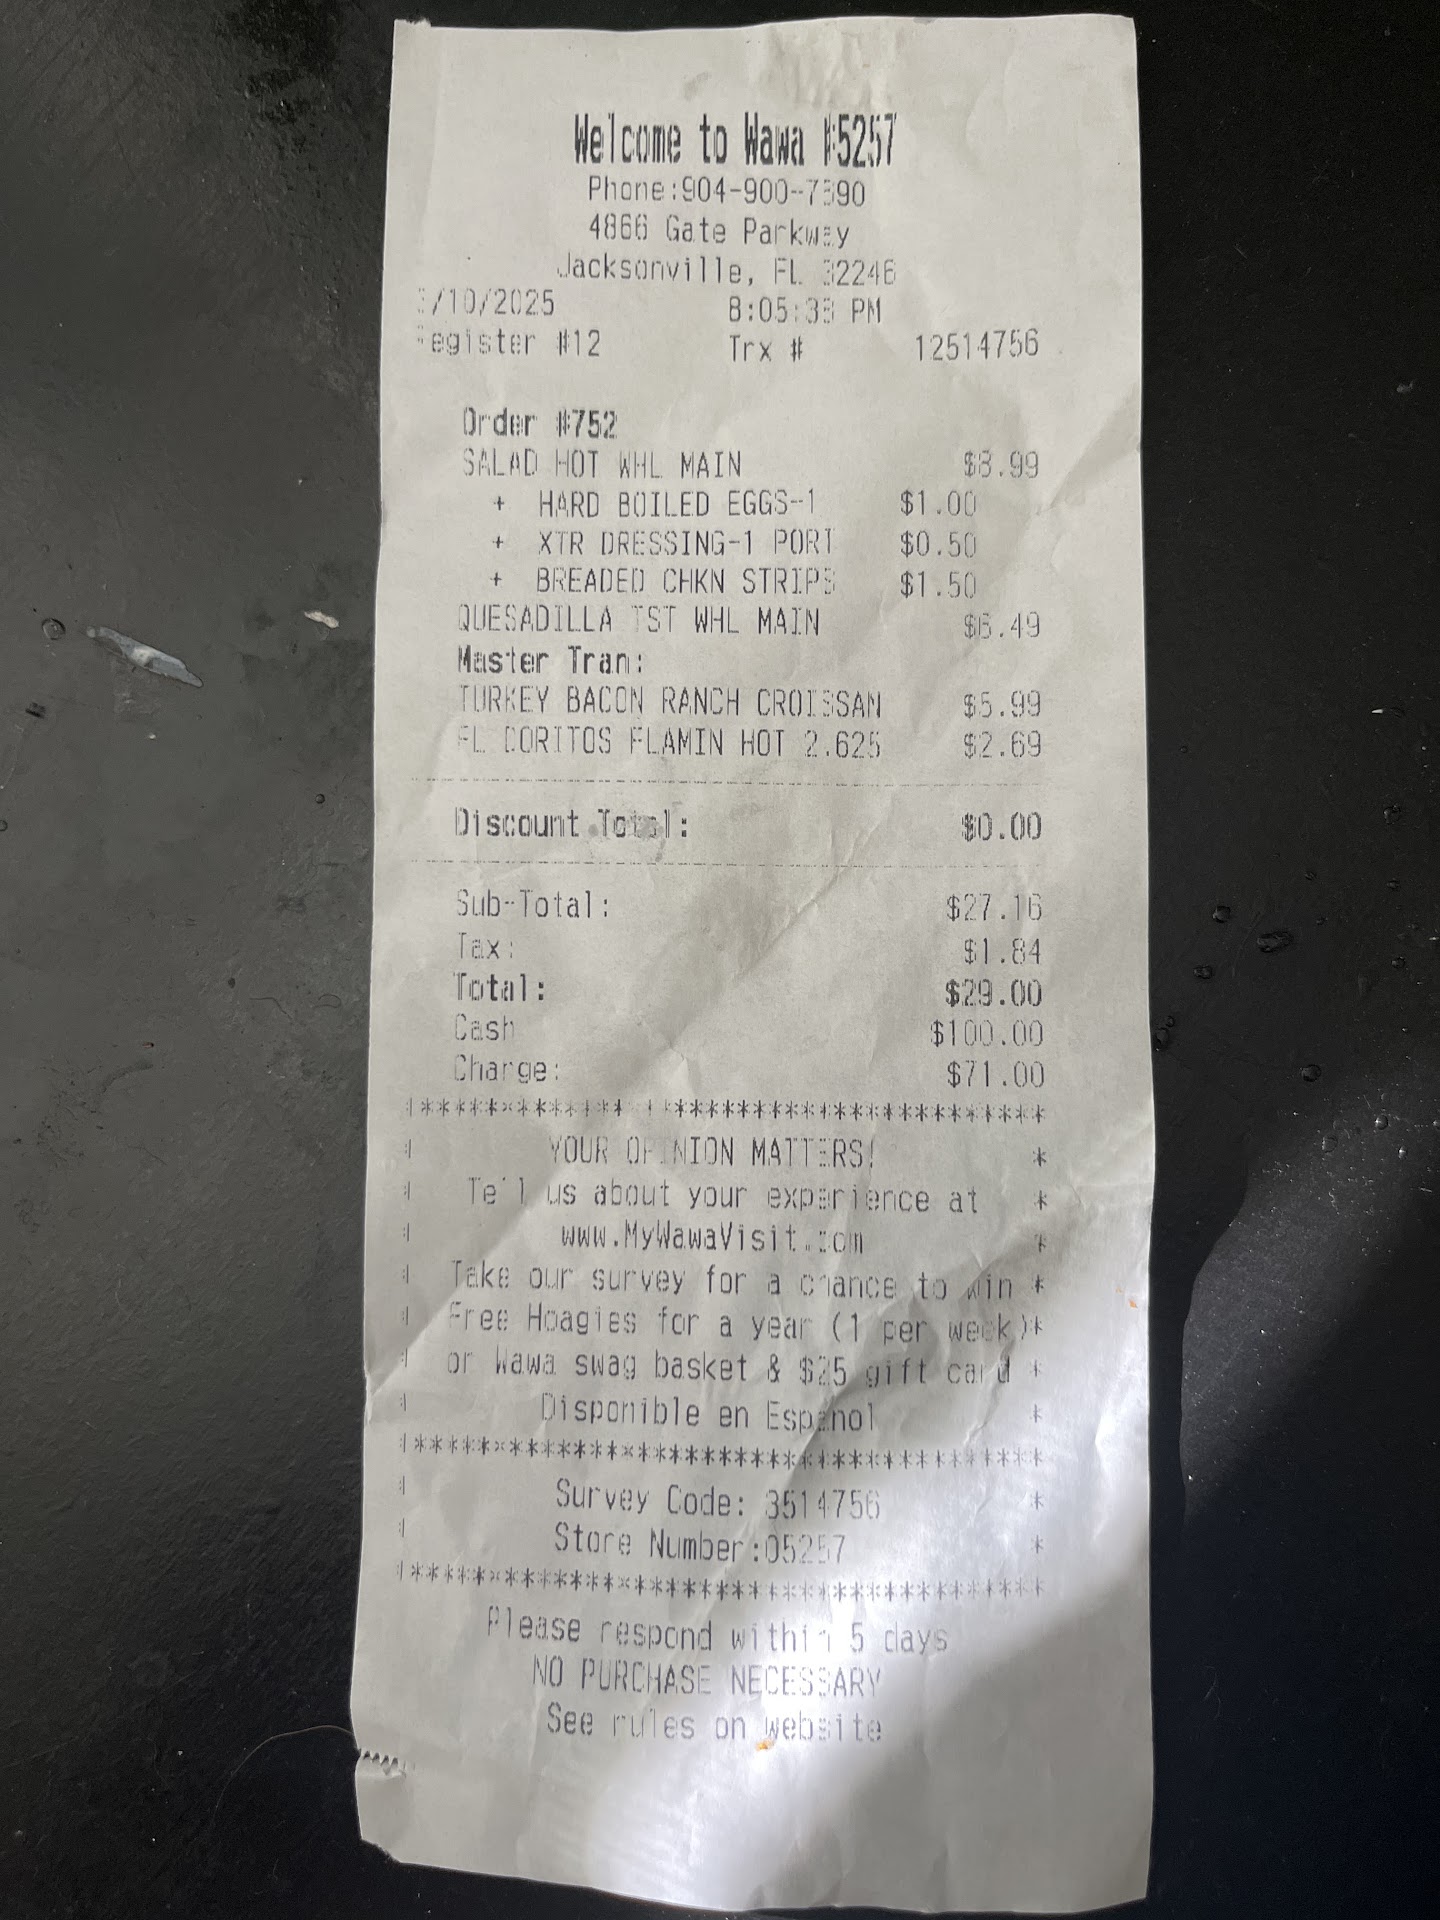 Welcome to Wawa #5257
Phone:904-900-7390
4866 Gate Parkway
Jacksonville, FL 32246
/10/2025 8:05:38 PM
Register #12 Trx # 12514756
Order #752
SALAD HOT WHL MAIN $8.99
+ HARD BOILED EGGS-1 $1.00
+ XTR DRESSING-1 PORT $0.50
+ BREADED CHKN STRIPS $1.50
QUESADILLA TST WHL MAIN $6.49
Master Tran:
TURKEY BACON RANCH CROISSAN $5.99
FL DORITOS FLAMIN HOT 2.625 $2.69
Discount Total: $0.00
Sub-Total: $27.16
Tax: $1.84
Total: $29.00
Cash $100.00
Change: $71.00
****************************************
* YOUR OPINION MATTERS! *
* Tell us about your experience at *
* www.MyWawaVisit.com *
* Take our survey for a chance to win *
* Free Hoagies for a year (1 per week)*
* or Wawa swag basket & $25 gift card *
* Disponible en Espanol *
****************************************
* Survey Code: 3514756 *
* Store Number:05257 *
****************************************
Please respond within 5 days
NO PURCHASE NECESSARY
See rules on website